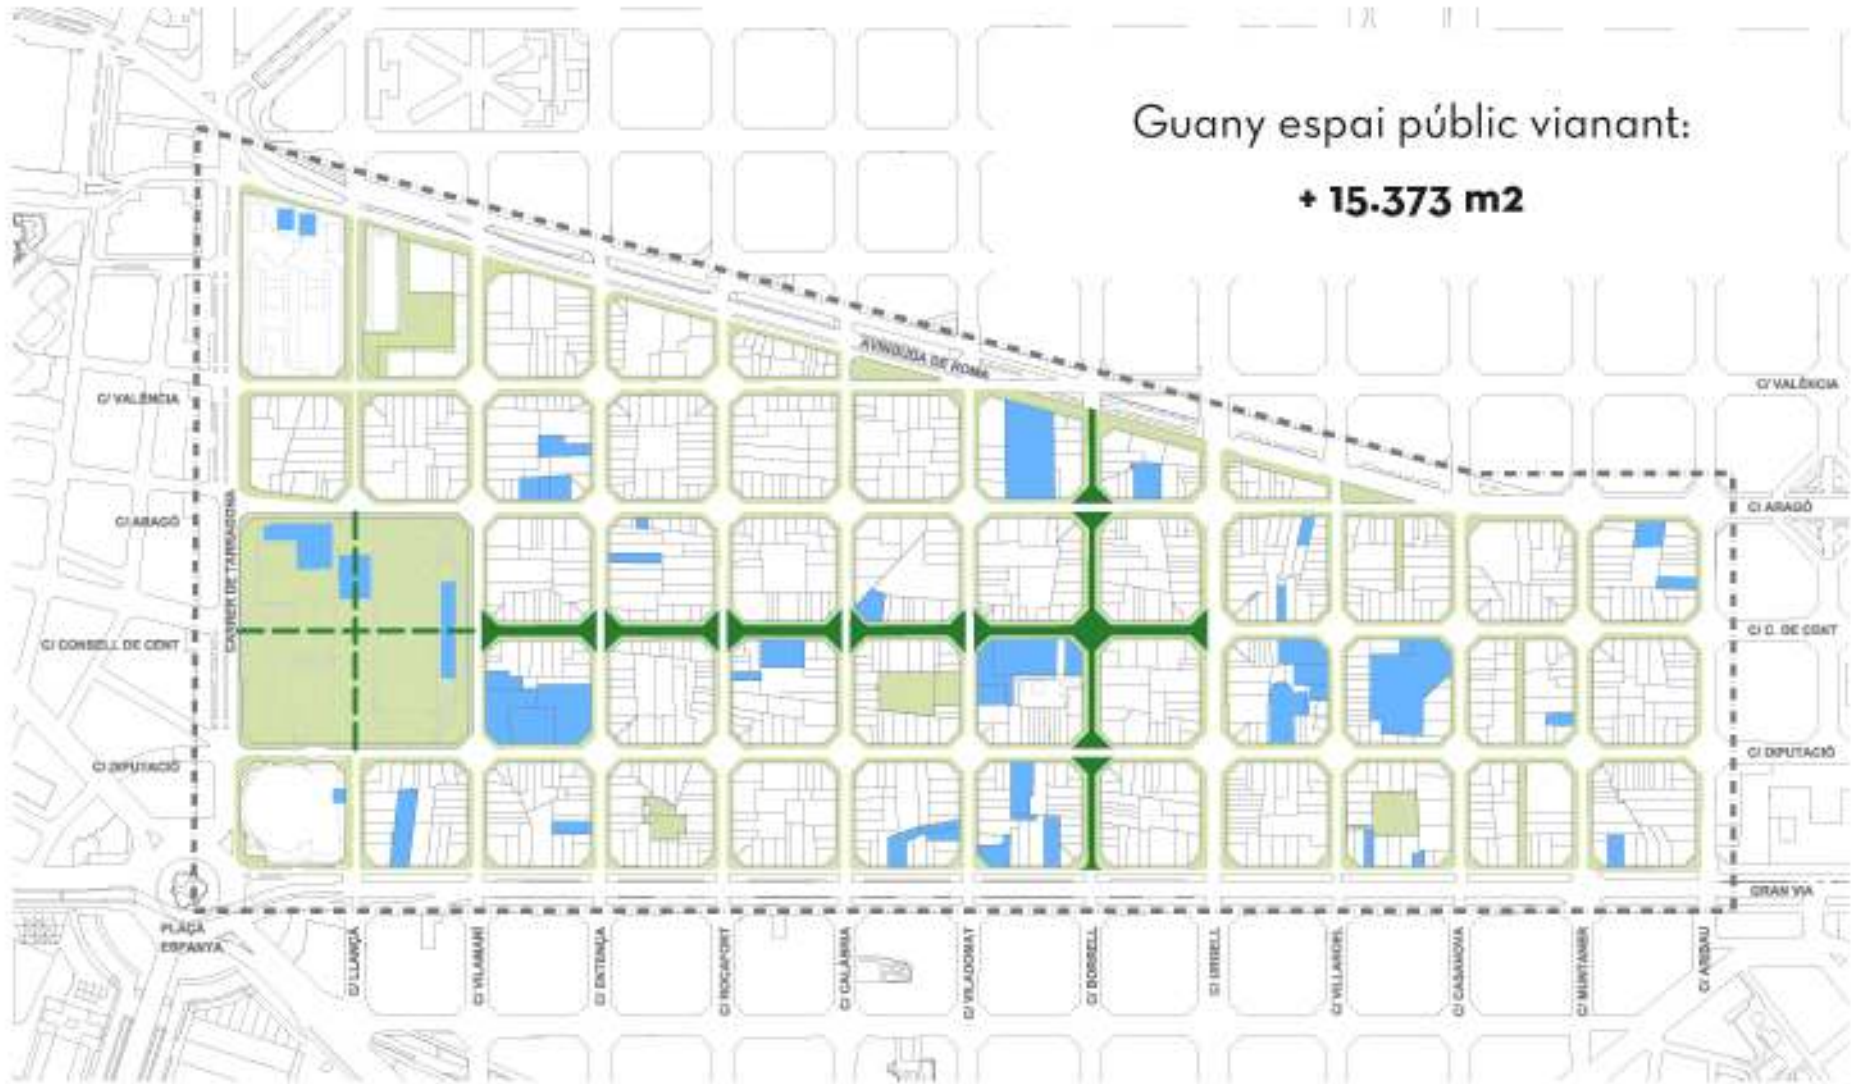 Guany espai públic vianant:
+ 15.373 m2
AVINGUDA DE ROMA
C/ VALÈNCIA
C/ VALÈNCIA
C/ ARAGÓ
C/ ARAGÓ
CARRER DE TARRAGONA
C/ CONSELL DE CENT
C/ C. DE CENT
C/ DIPUTACIÓ
C/ DIPUTACIÓ
GRAN VIA
PLAÇA
ESPANYA
C/ LLANÇÀ
C/ VILAMARÍ
C/ ENTENÇA
C/ ROCAFORT
C/ CALÀBRIA
C/ VILADOMAT
C/ BORRELL
C/ URGELL
C/ VILLAROEL
C/ CASANOVA
C/ MUNTANER
C/ ARIBAU